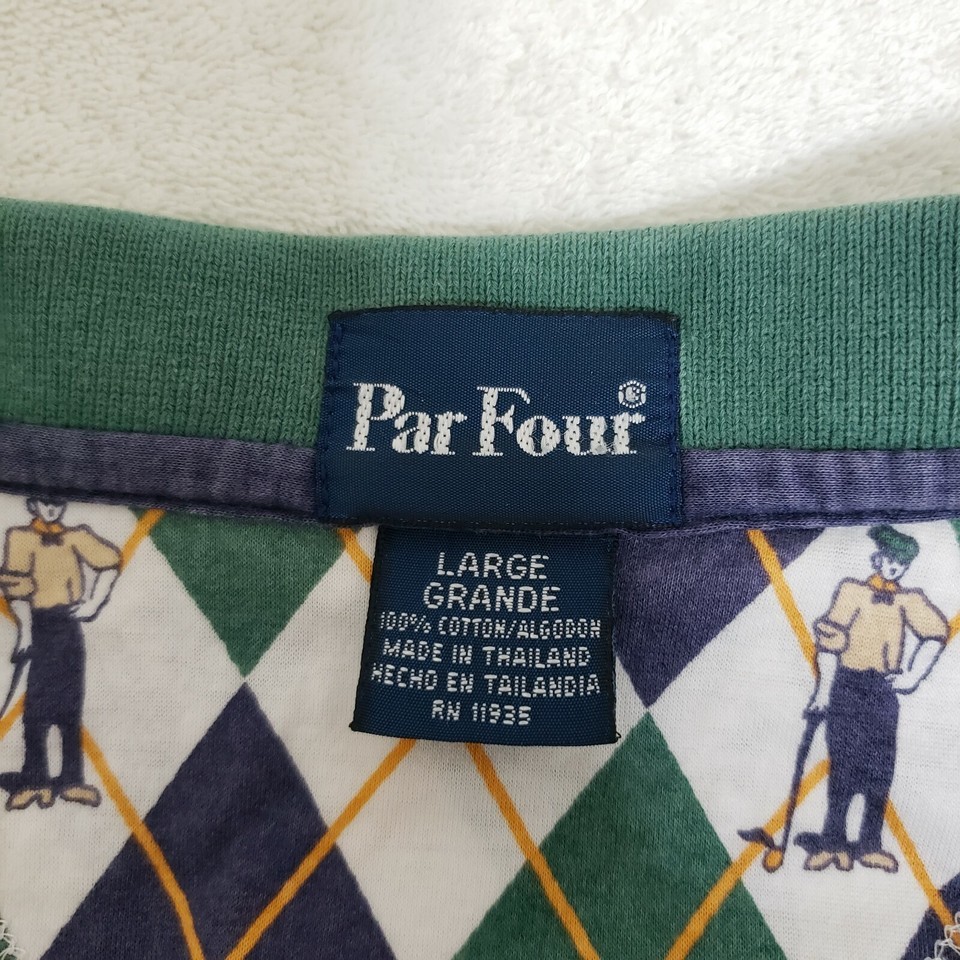 Par Four
LARGE
GRANDE
100% COTTON/ALGODON
MADE IN THAILAND
HECHO EN TAILANDIA
RN 11935